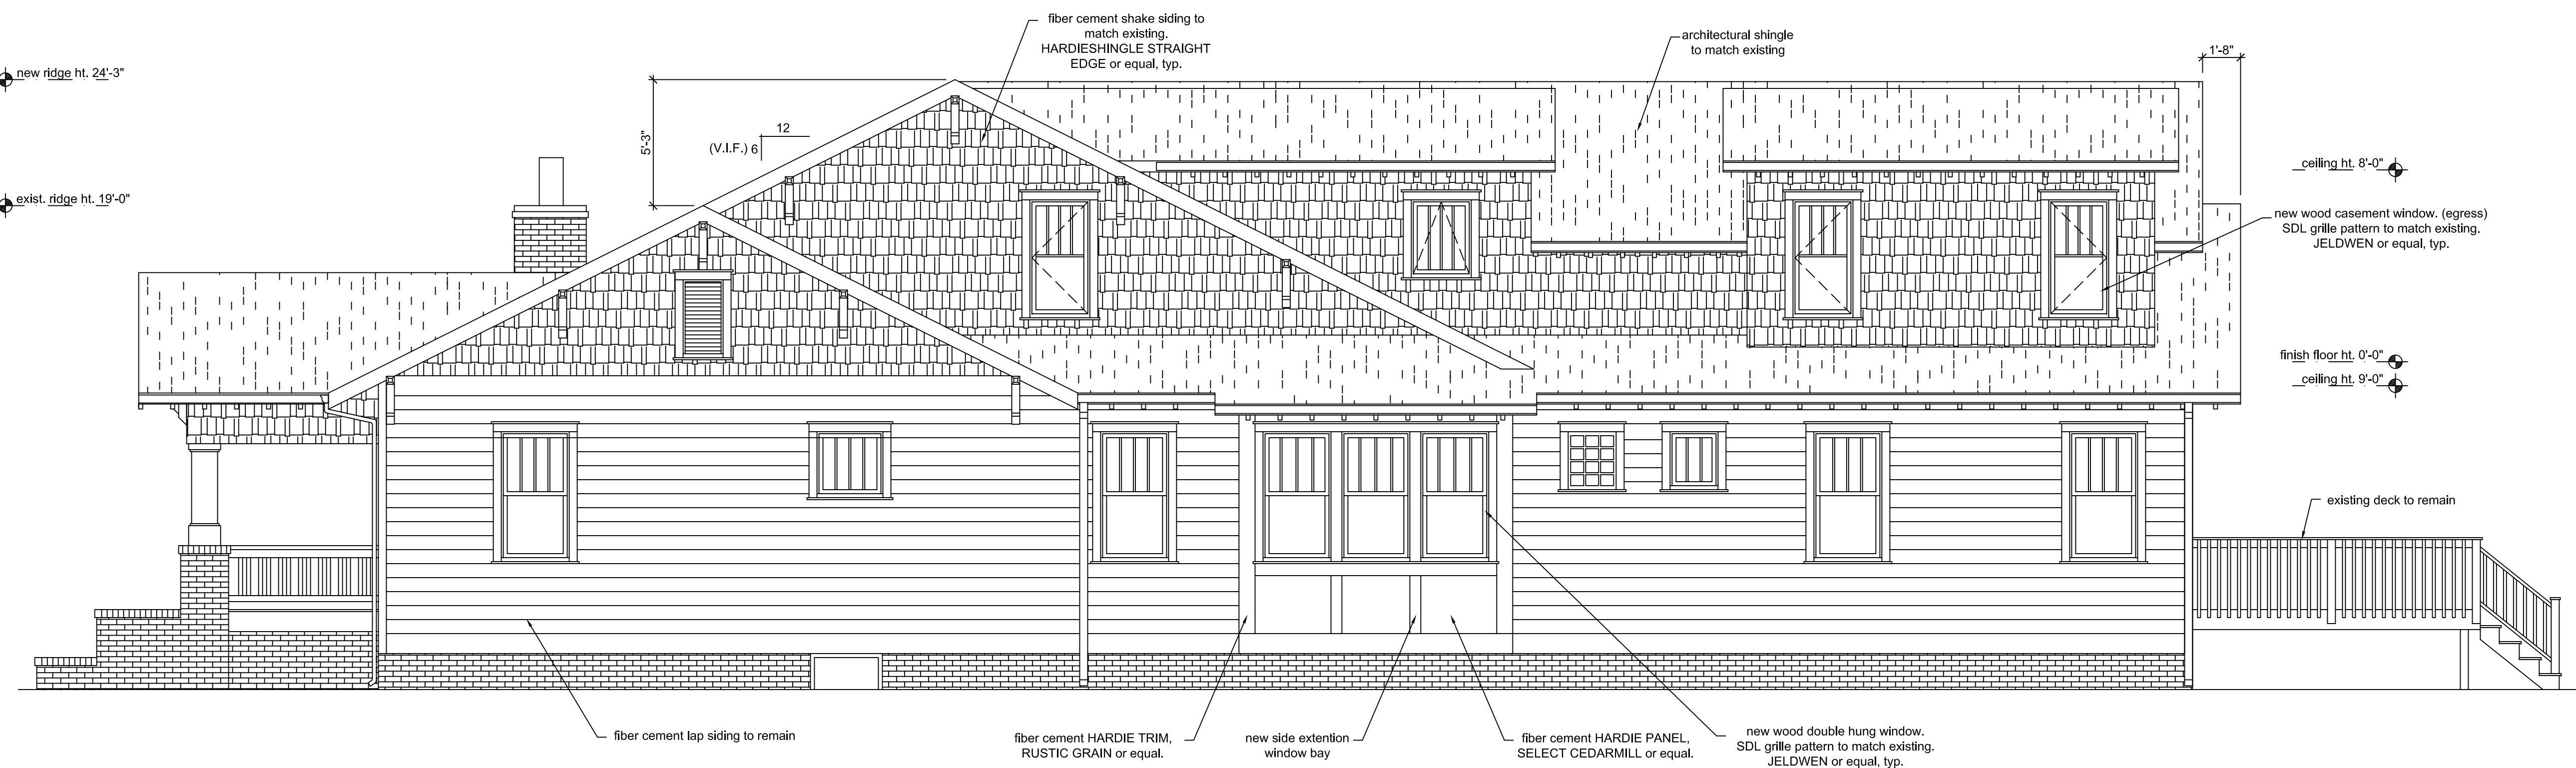 fiber cement shake siding to
match existing.
HARDIESHINGLE STRAIGHT
EDGE or equal, typ.
architectural shingle
to match existing
1'-8"
new ridge ht. 24'-3"
5'-3"
12
(V.I.F.) 6
ceiling ht. 8'-0"
exist. ridge ht. 19'-0"
new wood casement window. (egress)
SDL grille pattern to match existing.
JELDWEN or equal, typ.
finish floor ht. 0'-0"
ceiling ht. 9'-0"
existing deck to remain
fiber cement lap siding to remain
fiber cement HARDIE TRIM,
RUSTIC GRAIN or equal.
new side extention
window bay
fiber cement HARDIE PANEL,
SELECT CEDARMILL or equal.
new wood double hung window.
SDL grille pattern to match existing.
JELDWEN or equal, typ.